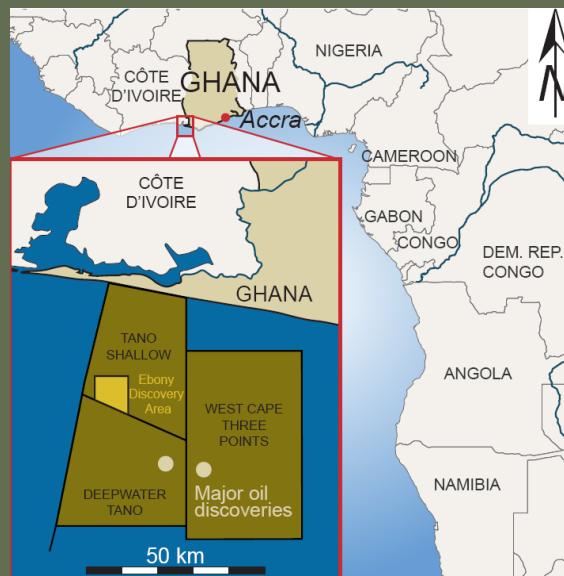 NIGERIA
CÔTE
D'IVOIRE
GHANA
Accra
N
CAMEROON
GABON
CONGO
DEM. REP.
CONGO
ANGOLA
NAMIBIA
CÔTE
D'IVOIRE
GHANA
TANO
SHALLOW
Ebony
Discovery
Area
WEST CAPE
THREE
POINTS
DEEPWATER
TANO
Major oil
discoveries
50 km